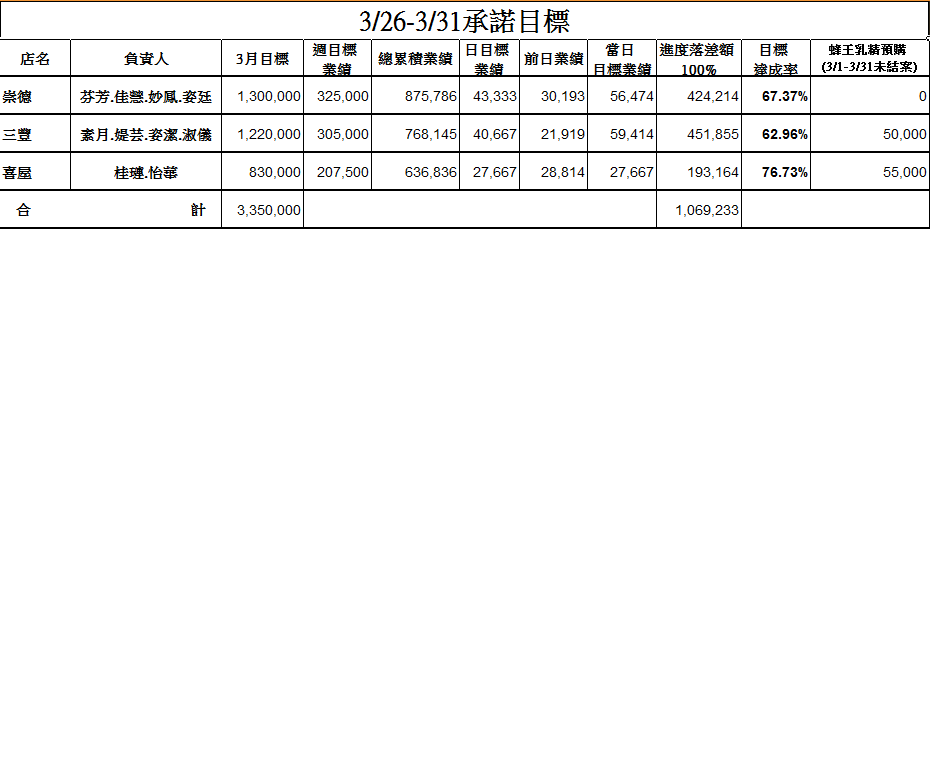 3/26-3/31承諾目標
店名 負責人 3月目標 週目標業績 總累積業績 日目標業績 前日業績 當日目標業績 進度落差額100% 目標達成率 蜂王乳精預購(3/1-3/31未結案)
崇德 芬芳.佳慧.妙鳳.姿廷 1,300,000 325,000 875,786 43,333 30,193 56,474 424,214 67.37% 0
三豐 素月.媞芸.姿潔.淑儀 1,220,000 305,000 768,145 40,667 21,919 59,414 451,855 62.96% 50,000
喜屋 桂璉.怡華 830,000 207,500 636,836 27,667 28,814 27,667 193,164 76.73% 55,000
合 計 3,350,000 1,069,233